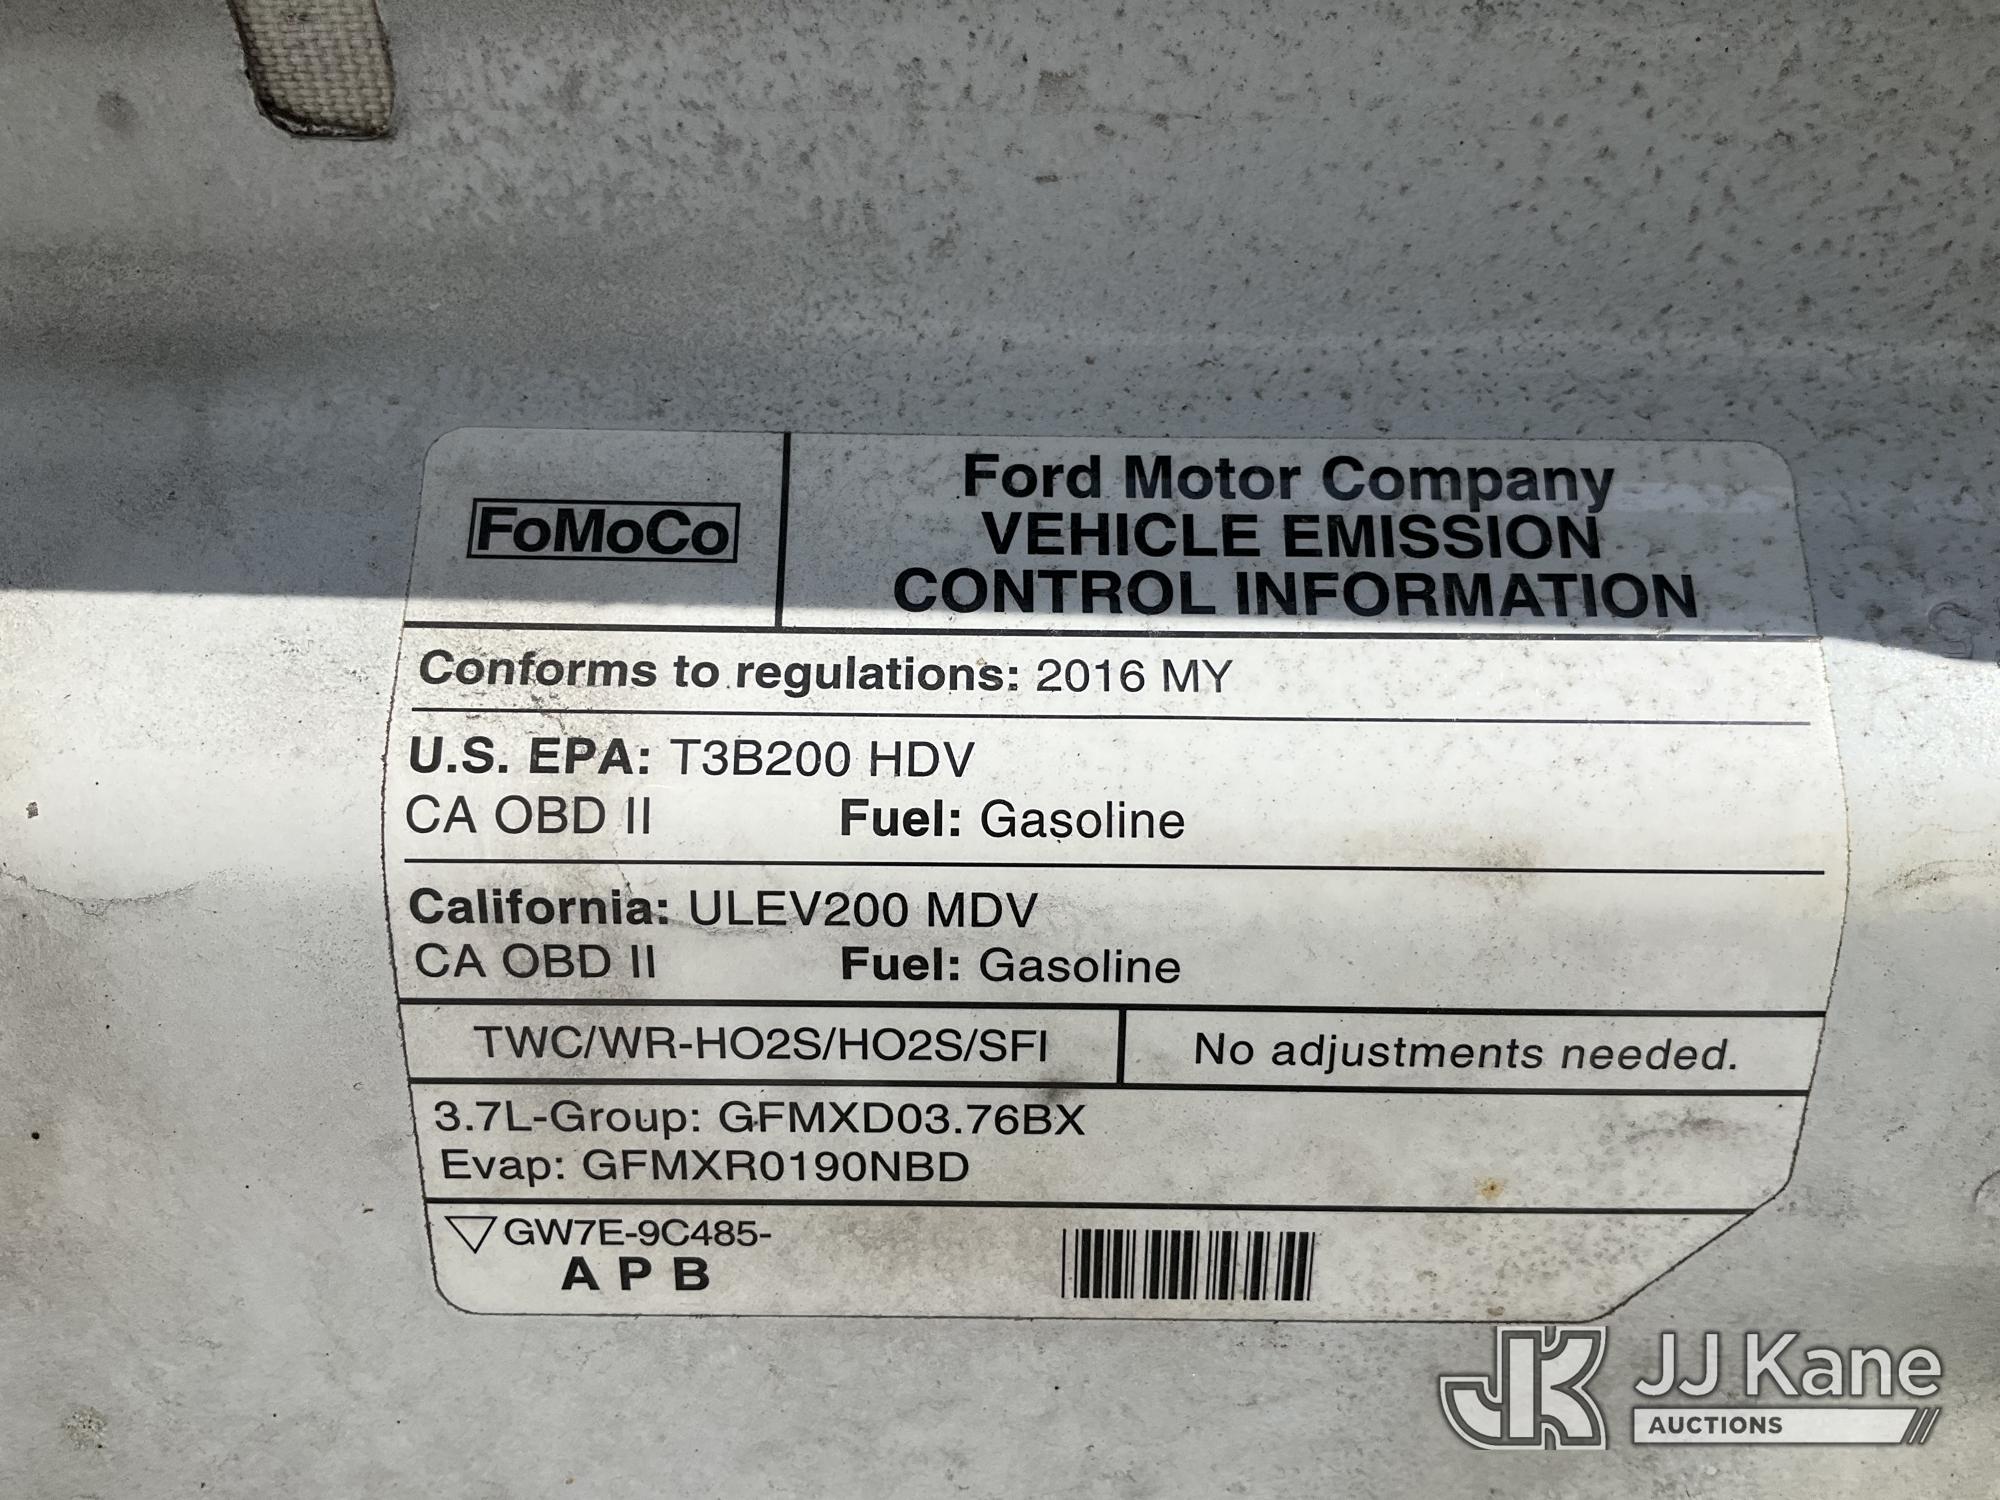 FoMoCo
Ford Motor Company
VEHICLE EMISSION
CONTROL INFORMATION
Conforms to regulations: 2016 MY
U.S. EPA: T3B200 HDV
CA OBD II Fuel: Gasoline
California: ULEV200 MDV
CA OBD II Fuel: Gasoline
TWC/WR-HO2S/HO2S/SFI No adjustments needed.
3.7L-Group: GFMXD03.76BX
Evap: GFMXR0190NBD
GW7E-9C485-
A P B
JK JJ Kane
AUCTIONS